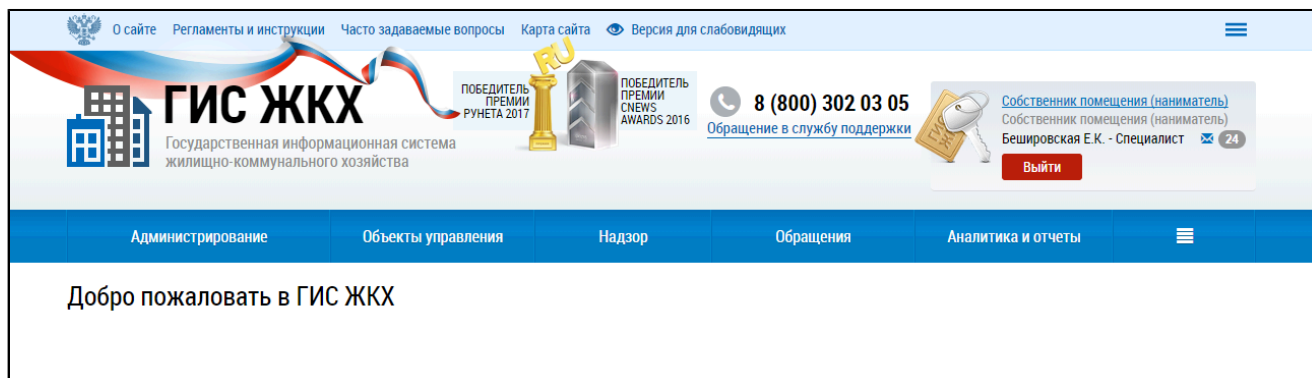 О сайте Регламенты и инструкции Часто задаваемые вопросы Карта сайта Версия для слабовидящих
ГИС ЖКХ
Государственная информационная система
жилищно-коммунального хозяйства
ПОБЕДИТЕЛЬ
ПРЕМИИ
РУНЕТА 2017
RU
ПОБЕДИТЕЛЬ
ПРЕМИИ
CNEWS
AWARDS 2016
8 (800) 302 03 05
Обращение в службу поддержки
ГИС
Собственник помещения (наниматель)
Собственник помещения (наниматель)
Бешировская Е.К. - Специалист 24
Выйти
Администрирование Объекты управления Надзор Обращения Аналитика и отчеты
Добро пожаловать в ГИС ЖКХ